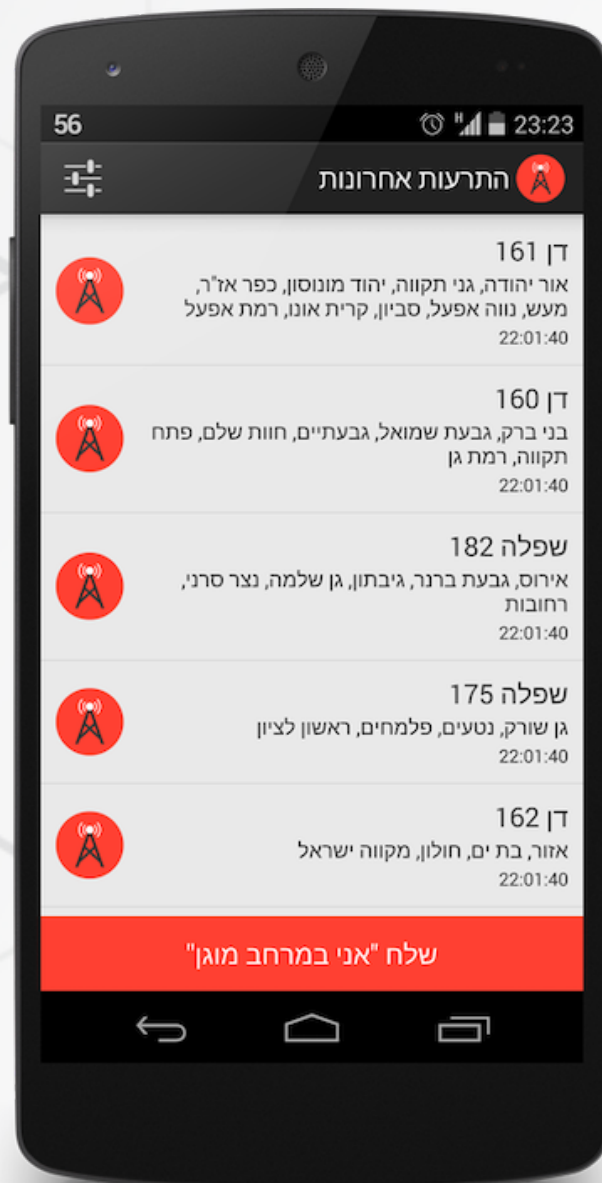 56
H 23:23
התרעות אחרונות
דן 161
אור יהודה, גני תקווה, יהוד מונוסון, כפר אז"ר,
מעש, נווה אפעל, סביון, קרית אונו, רמת אפעל
22:01:40
דן 160
בני ברק, גבעת שמואל, גבעתיים, חוות שלם, פתח
תקווה, רמת גן
22:01:40
שפלה 182
אירוס, גבעת ברנר, גיבתון, גן שלמה, נצר סרני,
רחובות
22:01:40
שפלה 175
גן שורק, נטעים, פלמחים, ראשון לציון
22:01:40
דן 162
אזור, בת ים, חולון, מקווה ישראל
22:01:40
שלח "אני במרחב מוגן"